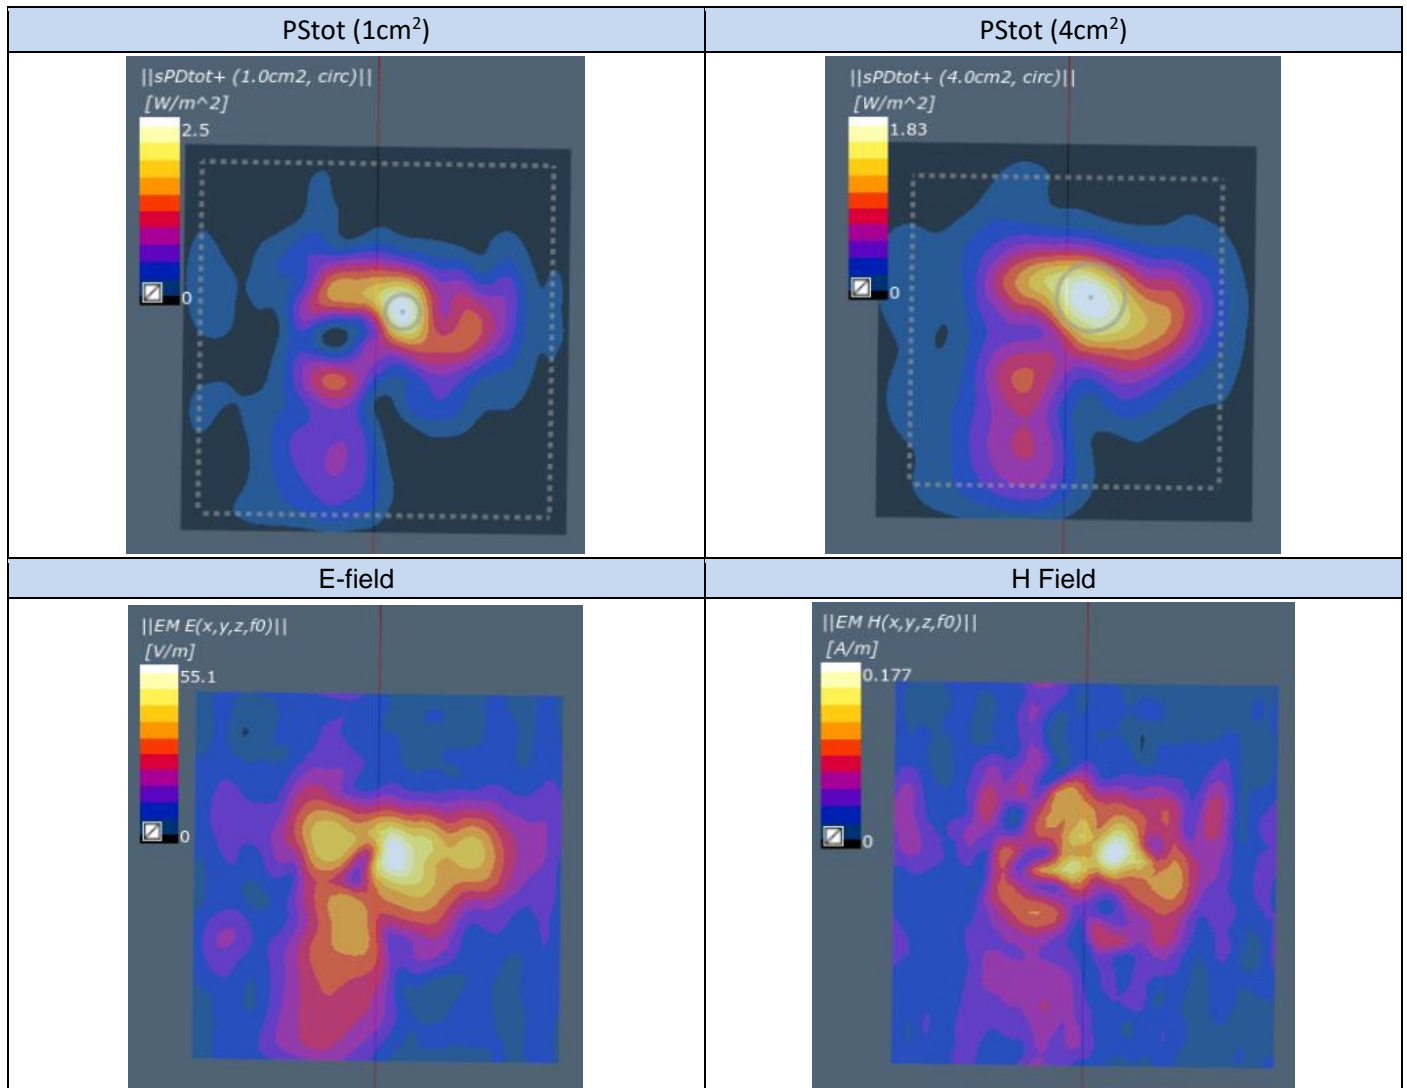 PStot (1cm²)
PStot (4cm²)
||sPDtot+ (1.0cm2, circ)||
[W/m^2]
2.5
0
||sPDtot+ (4.0cm2, circ)||
[W/m^2]
1.83
0
E-field
H Field
||EM E(x,y,z,f0)||
[V/m]
55.1
0
||EM H(x,y,z,f0)||
[A/m]
0.177
0